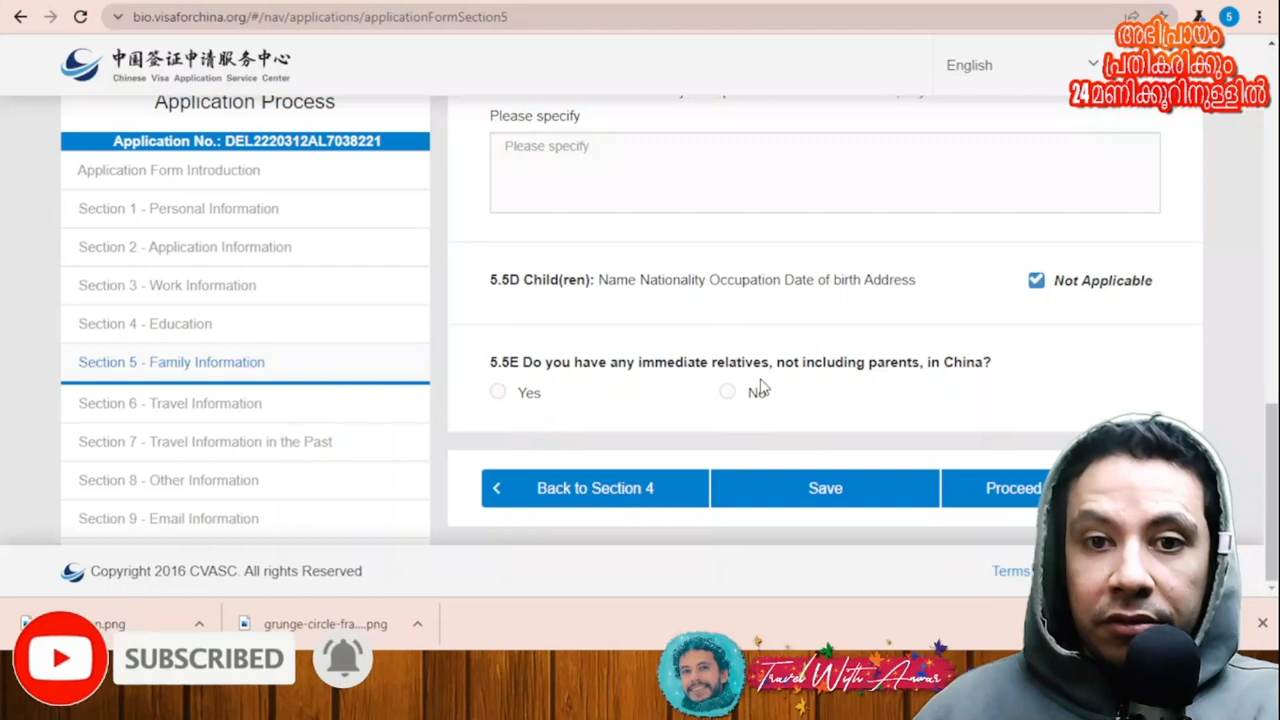 bio.visaforchina.org/#/nav/applications/applicationFormSection5
5
അഭിപ്രായം
പ്രതികരിക്കും
24 മണിക്കൂറിനുള്ളിൽ
中国签证申请服务中心
Chinese Visa Application Service Center
English
Application Process
Application No.: DEL2220312AL7038221
Application Form Introduction
Section 1 - Personal Information
Section 2 - Application Information
Section 3 - Work Information
Section 4 - Education
Section 5 - Family Information
Section 6 - Travel Information
Section 7 - Travel Information in the Past
Section 8 - Other Information
Section 9 - Email Information
Please specify
Please specify
5.5D Child(ren): Name Nationality Occupation Date of birth Address
Not Applicable
5.5E Do you have any immediate relatives, not including parents, in China?
Yes
No
Back to Section 4
Save
Proceed
Copyright 2016 CVASC. All rights Reserved
Terms
n.png
grunge-circle-fra....png
SUBSCRIBED
Travel With Anwar